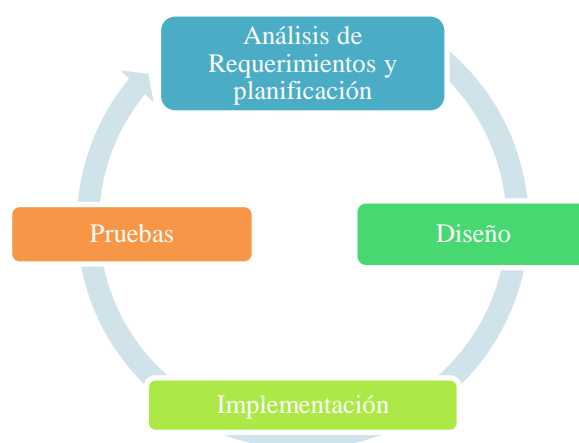 Análisis de
Requerimientos y
planificación
Pruebas
Diseño
Implementación